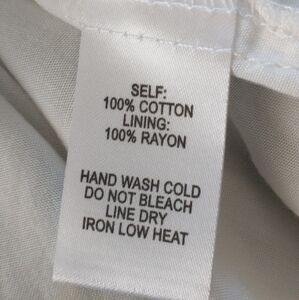 SELF:
100% COTTON
LINING:
100% RAYON
HAND WASH COLD
DO NOT BLEACH
LINE DRY
IRON LOW HEAT